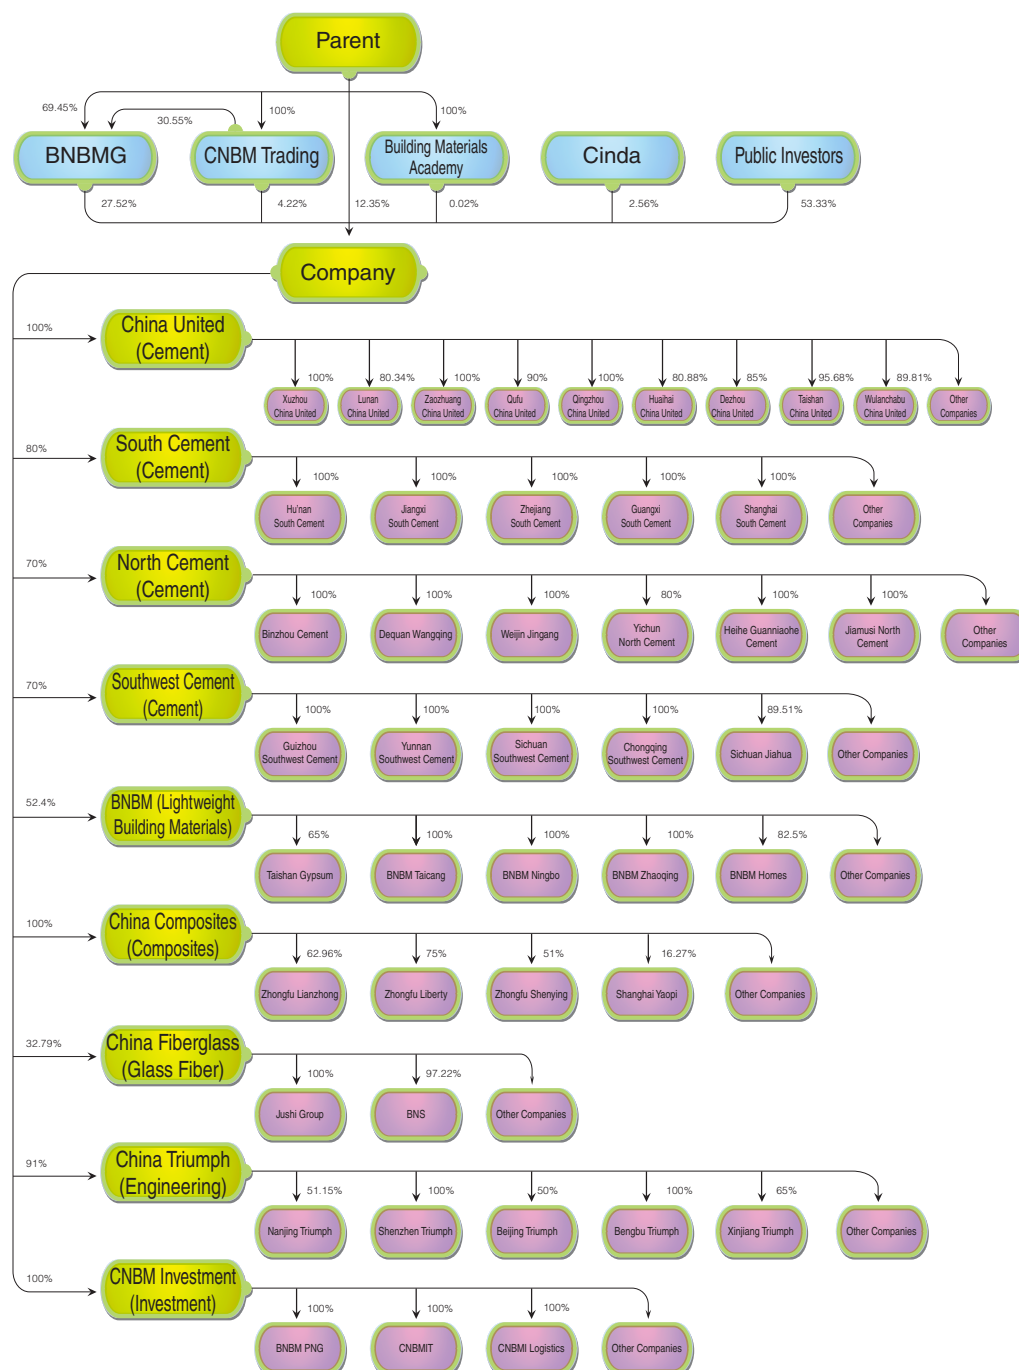 Parent
69.45%
30.55%
100%
100%
BNBMG
CNBM Trading
Building Materials
Academy
Cinda
Public Investors
27.52%
4.22%
12.35%
0.02%
2.56%
53.33%
Company
100%
China United
(Cement)
100%
80.34%
100%
90%
100%
80.88%
85%
95.68%
89.81%
Xuzhou
China United
Lunan
China United
Zaozhuang
China United
Qufu
China United
Qingzhou
China United
Huaihai
China United
Dezhou
China United
Taishan
China United
Wulanchabu
China United
Other
Companies
80%
South Cement
(Cement)
100%
100%
100%
100%
100%
Hu'nan
South Cement
Jiangxi
South Cement
Zhejiang
South Cement
Guangxi
South Cement
Shanghai
South Cement
Other
Companies
70%
North Cement
(Cement)
100%
100%
100%
80%
100%
100%
Binzhou Cement
Dequan Wangqing
Weijin Jingang
Yichun
North Cement
Heihe Guanniaohe
Cement
Jiamusi North
Cement
Other
Companies
70%
Southwest Cement
(Cement)
100%
100%
100%
100%
89.51%
Guizhou
Southwest Cement
Yunnan
Southwest Cement
Sichuan
Southwest Cement
Chongqing
Southwest Cement
Sichuan Jiahua
Other Companies
52.4%
BNBM (Lightweight
Building Materials)
65%
100%
100%
100%
82.5%
Taishan Gypsum
BNBM Taicang
BNBM Ningbo
BNBM Zhaoqing
BNBM Homes
Other Companies
100%
China Composites
(Composites)
62.96%
75%
51%
16.27%
Zhongfu Lianzhong
Zhongfu Liberty
Zhongfu Shenying
Shanghai Yaopi
Other Companies
32.79%
China Fiberglass
(Glass Fiber)
100%
97.22%
Jushi Group
BNS
Other Companies
91%
China Triumph
(Engineering)
51.15%
100%
50%
100%
65%
Nanjing Triumph
Shenzhen Triumph
Beijing Triumph
Bengbu Triumph
Xinjiang Triumph
Other Companies
100%
CNBM Investment
(Investment)
100%
100%
100%
BNBM PNG
CNBMIT
CNBMI Logistics
Other Companies